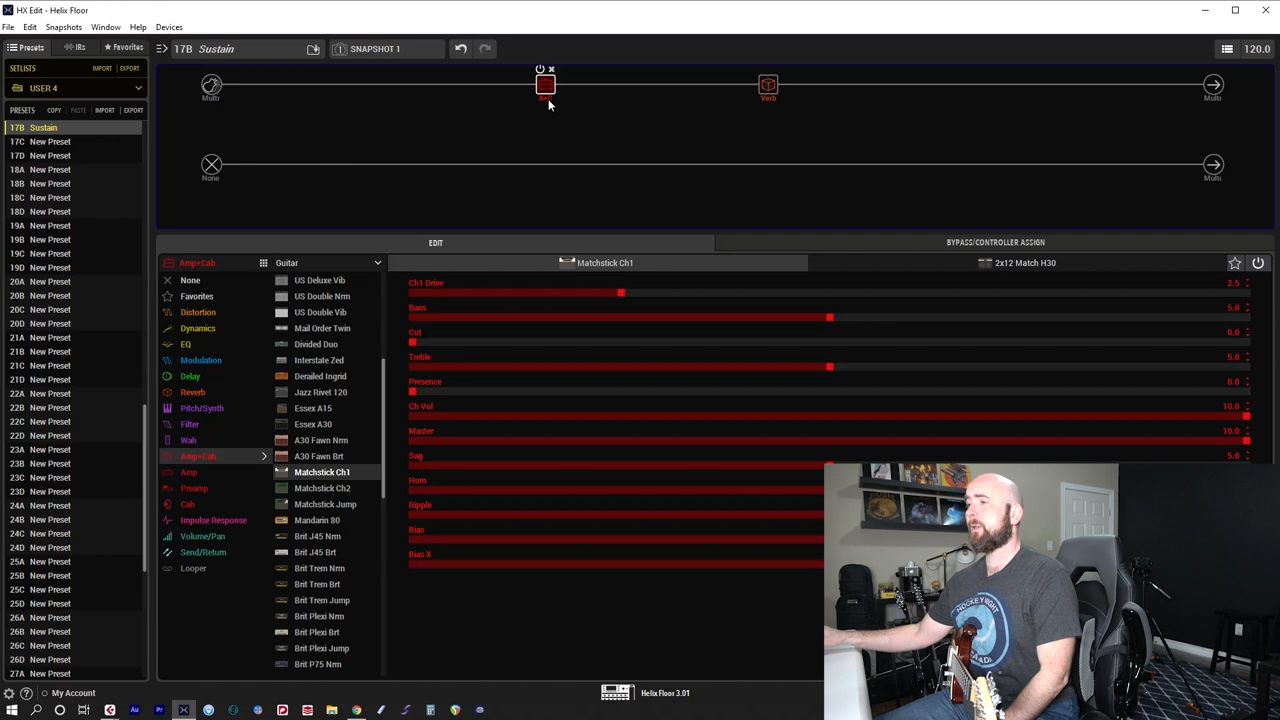 HX Edit - Helix Floor
File Edit Snapshots Window Help Devices
Presets IRs Favorites
17B Sustain
1 SNAPSHOT 1
120.0
SETLISTS IMPORT EXPORT
USER 4
PRESETS COPY PASTE IMPORT EXPORT
17B Sustain
17C New Preset
17D New Preset
18A New Preset
18B New Preset
18C New Preset
18D New Preset
19A New Preset
19B New Preset
19C New Preset
19D New Preset
20A New Preset
20B New Preset
20C New Preset
20D New Preset
21A New Preset
21B New Preset
21C New Preset
21D New Preset
22A New Preset
22B New Preset
22C New Preset
22D New Preset
23A New Preset
23B New Preset
23C New Preset
23D New Preset
24A New Preset
24B New Preset
24C New Preset
24D New Preset
25A New Preset
25B New Preset
25C New Preset
25D New Preset
26A New Preset
26B New Preset
26C New Preset
26D New Preset
27A New Preset
Multi
A+C
Verb
Multi
None
Multi
EDIT
BYPASS/CONTROLLER ASSIGN
Amp+Cab
Guitar
Matchstick Ch1
2x12 Match H30
None
Favorites
Distortion
Dynamics
EQ
Modulation
Delay
Reverb
Pitch/Synth
Filter
Wah
Amp+Cab
Amp
Preamp
Cab
Impulse Response
Volume/Pan
Send/Return
Looper
US Deluxe Vib
US Double Nrm
US Double Vib
Mail Order Twin
Divided Duo
Interstate Zed
Derailed Ingrid
Jazz Rivet 120
Essex A15
Essex A30
A30 Fawn Nrm
A30 Fawn Brt
Matchstick Ch1
Matchstick Ch2
Matchstick Jump
Mandarin 80
Brit J45 Nrm
Brit J45 Brt
Brit Trem Nrm
Brit Trem Brt
Brit Trem Jump
Brit Plexi Nrm
Brit Plexi Brt
Brit Plexi Jump
Brit P75 Nrm
Ch1 Drive 2.5
Bass 5.0
Cut 0.0
Treble 5.0
Presence 0.0
Ch Vol 10.0
Master 10.0
Sag 5.0
Hum
Ripple
Bias
Bias X
HOCKEY NIGHT
My Account
Helix Floor 3.01